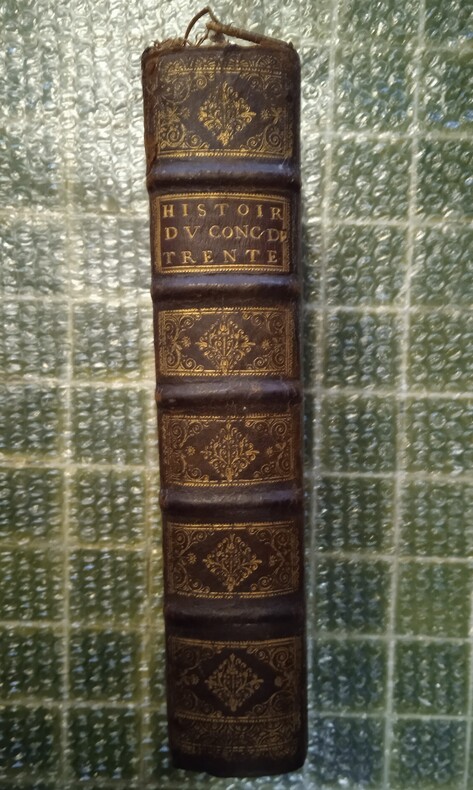 HISTOIR
DV CONC DE
TRENTE